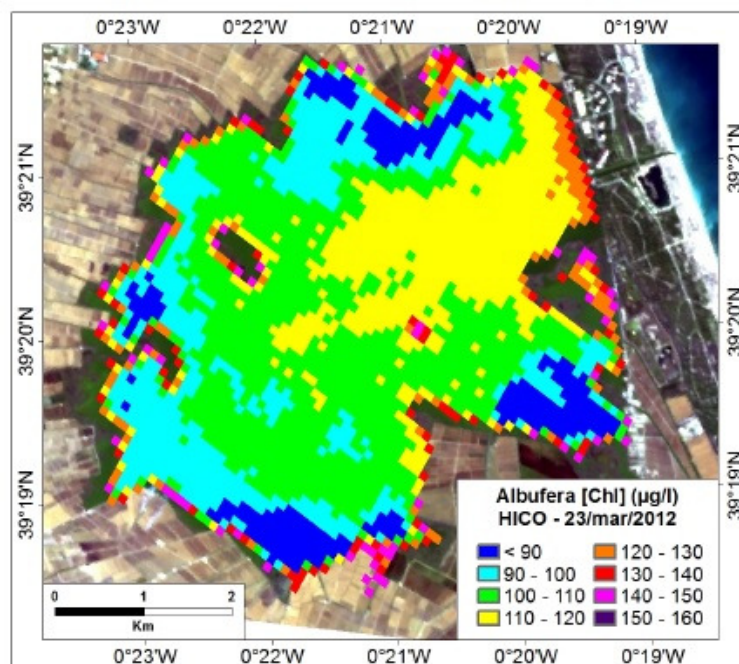 0°23'W 0°22'W 0°21'W 0°20'W 0°19'W
39°21'N 39°21'N
39°20'N 39°20'N
39°19'N 39°19'N
Albufera [Chl] (µg/l)
HICO - 23/mar/2012
< 90 120 - 130
90 - 100 130 - 140
100 - 110 140 - 150
110 - 120 150 - 160
0 1 2
Km
0°23'W 0°22'W 0°21'W 0°20'W 0°19'W